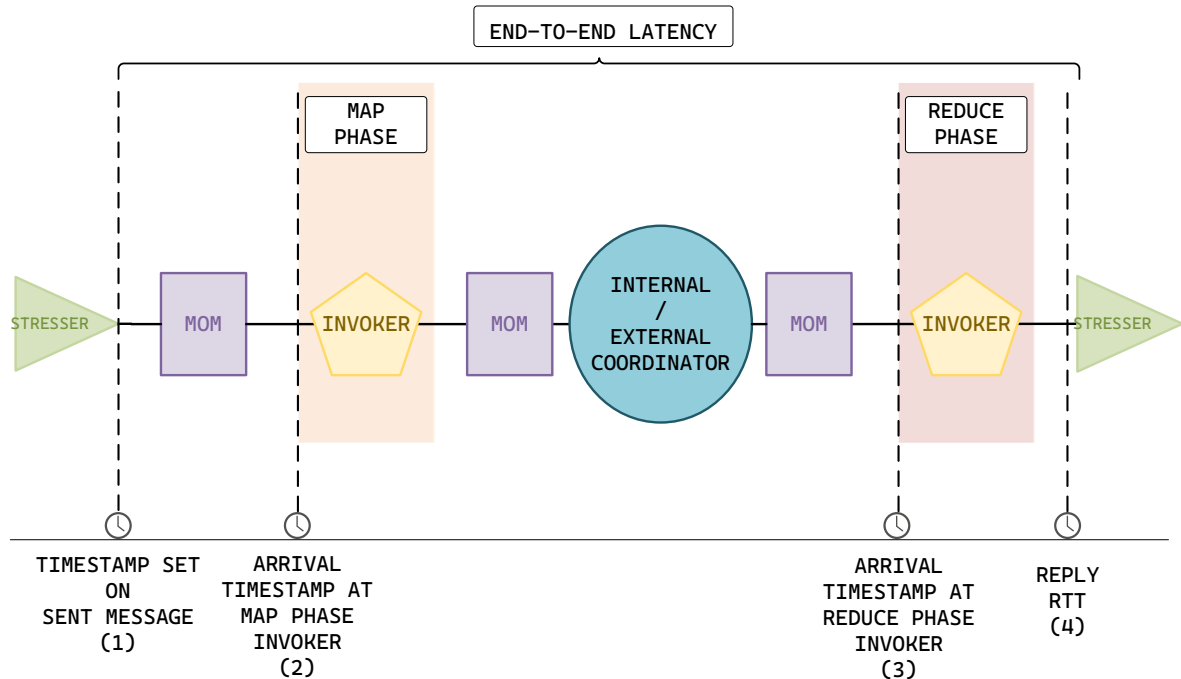 END-TO-END LATENCY
MAP
PHASE
REDUCE
PHASE
STRESSER
MOM
INVOKER
MOM
INTERNAL
/
EXTERNAL
COORDINATOR
MOM
INVOKER
STRESSER
TIMESTAMP SET
ON
SENT MESSAGE
(1)
ARRIVAL
TIMESTAMP AT
MAP PHASE
INVOKER
(2)
ARRIVAL
TIMESTAMP AT
REDUCE PHASE
INVOKER
(3)
REPLY
RTT
(4)